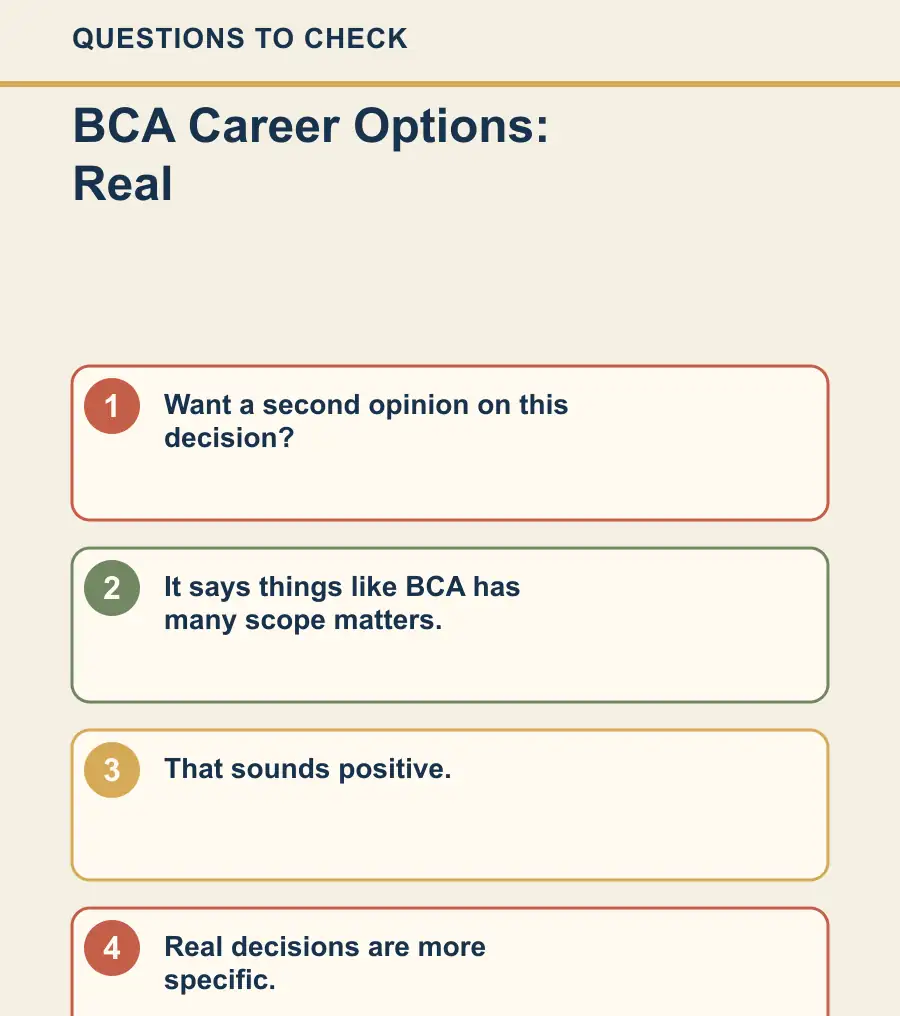 QUESTIONS TO CHECK
BCA Career Options:
Real
1
Want a second opinion on this
decision?
2
It says things like BCA has
many scope matters.
3
That sounds positive.
4
Real decisions are more
specific.